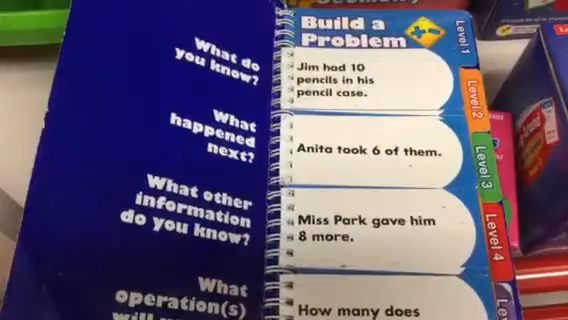 Build a
Problem
What do
you know?
Jim had 10
pencils in his
pencil case.
What
happened
next?
Anita took 6 of them.
What other
information
do you know?
Miss Park gave him
8 more.
What
operation(s)
will
How many does
Level 1
Level 2
Level 3
Level 4